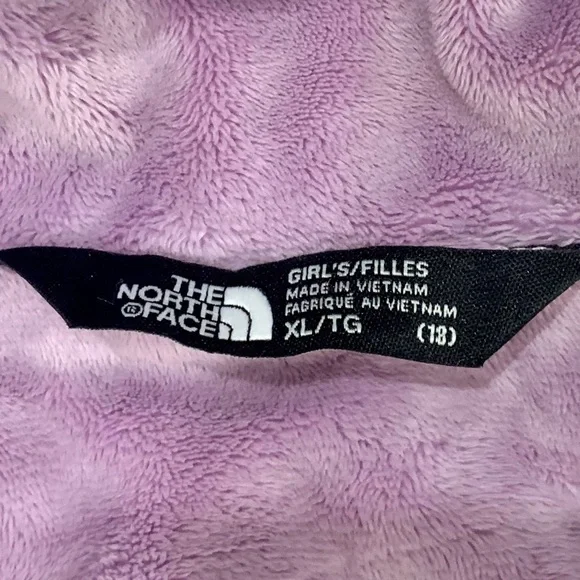 THE
NORTH
®FACE
GIRL'S/FILLES
MADE IN VIETNAM
FABRIQUÉ AU VIETNAM
XL/TG (18)